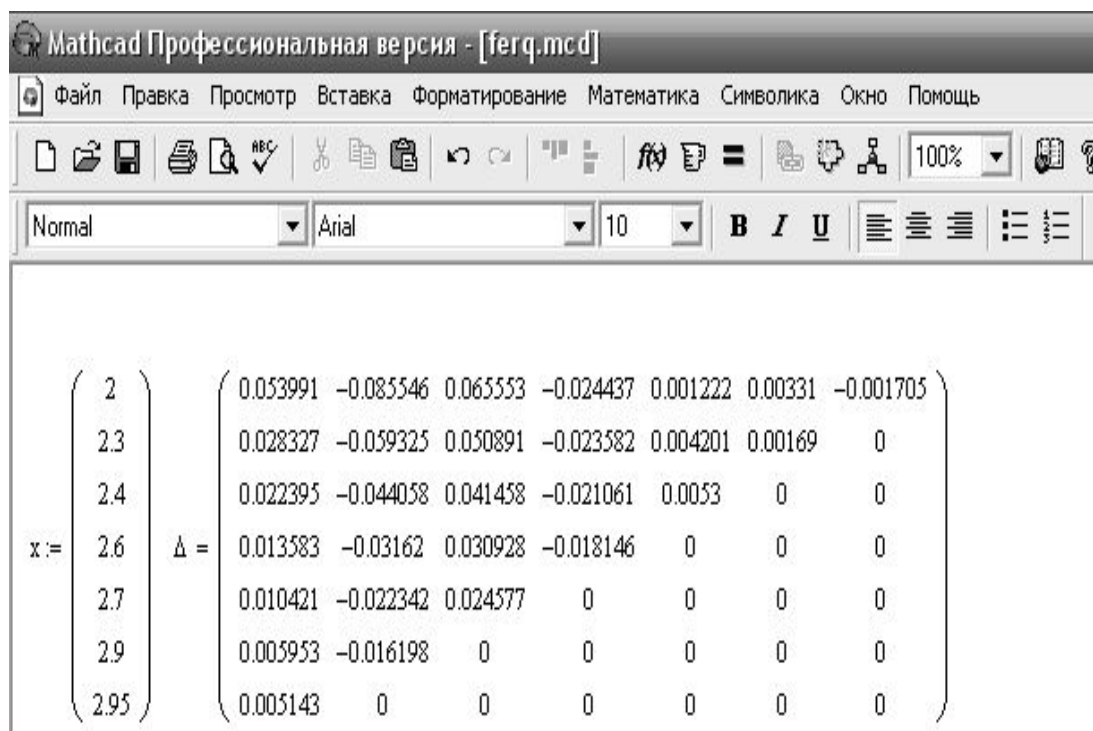 Mathcad Профессиональная версия - [ferq.mcd]
Файл Правка Просмотр Вставка Форматирование Математика Символика Окно Помощь
ABC f(x) = 100% ?
Normal Arial 10 B I U
2 0.053991 −0.085546 0.065553 −0.024437 0.001222 0.00331 −0.001705
2.3 0.028327 −0.059325 0.050891 −0.023582 0.004201 0.00169 0
2.4 0.022395 −0.044058 0.041458 −0.021061 0.0053 0 0
x := 2.6 Δ = 0.013583 −0.03162 0.030928 −0.018146 0 0 0
2.7 0.010421 −0.022342 0.024577 0 0 0 0
2.9 0.005953 −0.016198 0 0 0 0 0
2.95 0.005143 0 0 0 0 0 0